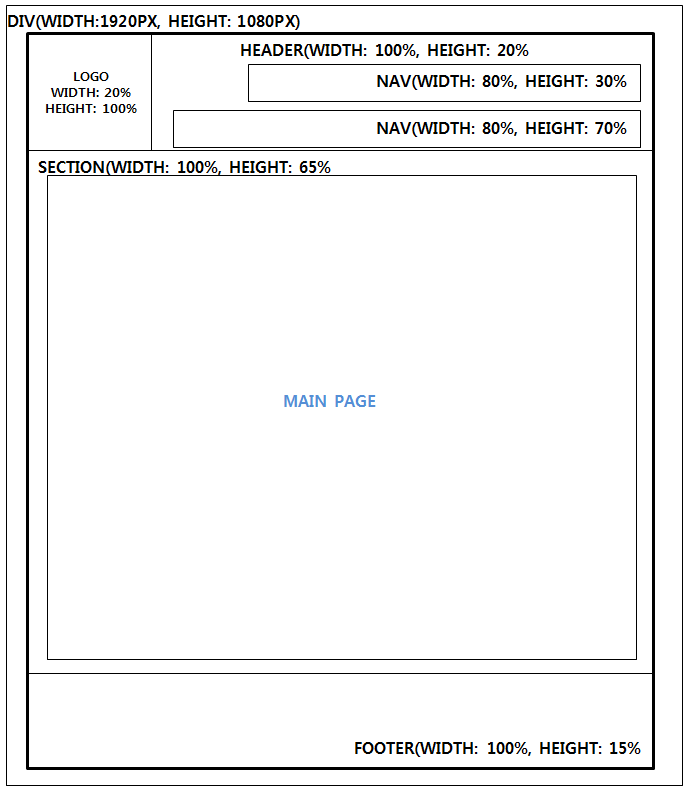 DIV(WIDTH:1920PX, HEIGHT: 1080PX)
HEADER(WIDTH: 100%, HEIGHT: 20%
LOGO
WIDTH: 20%
HEIGHT: 100%
NAV(WIDTH: 80%, HEIGHT: 30%
NAV(WIDTH: 80%, HEIGHT: 70%
SECTION(WIDTH: 100%, HEIGHT: 65%
MAIN PAGE
FOOTER(WIDTH: 100%, HEIGHT: 15%